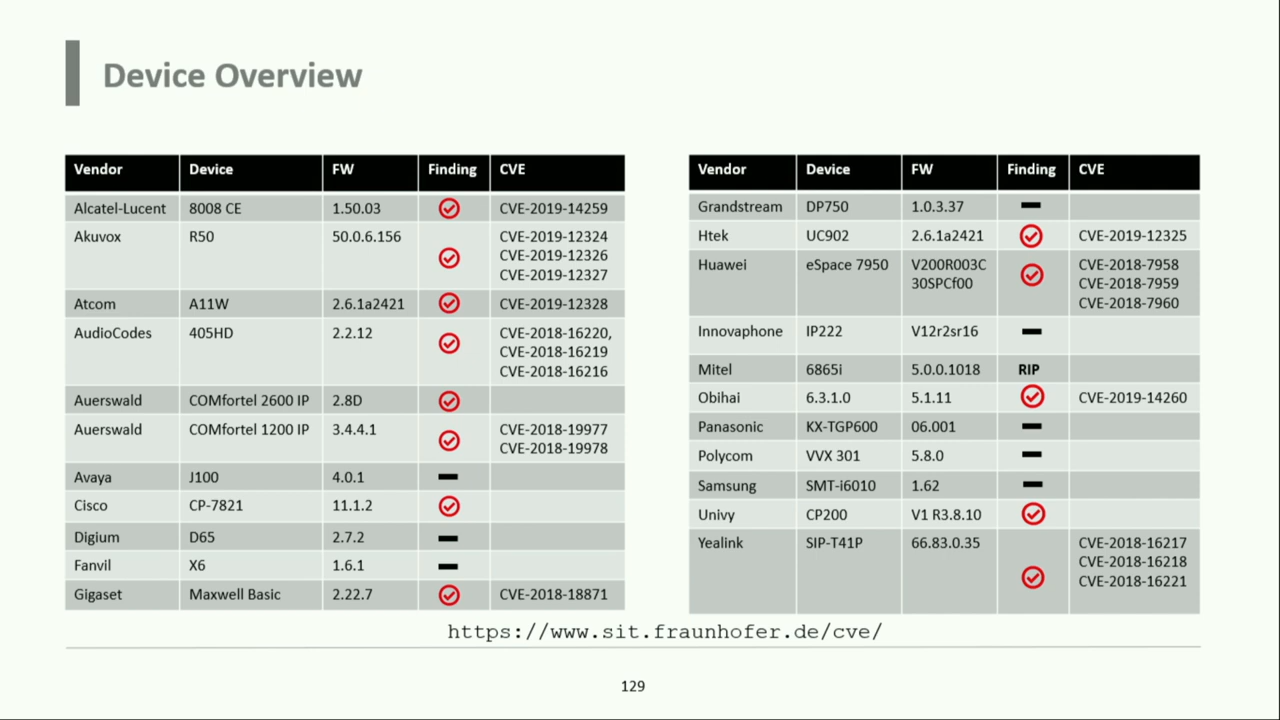 Device Overview
Vendor Device FW Finding CVE
Alcatel-Lucent 8008 CE 1.50.03 CVE-2019-14259
Akuvox R50 50.0.6.156 CVE-2019-12324
CVE-2019-12326
CVE-2019-12327
Atcom A11W 2.6.1a2421 CVE-2019-12328
AudioCodes 405HD 2.2.12 CVE-2018-16220,
CVE-2018-16219
CVE-2018-16216
Auerswald COMfortel 2600 IP 2.8D
Auerswald COMfortel 1200 IP 3.4.4.1 CVE-2018-19977
CVE-2018-19978
Avaya J100 4.0.1
Cisco CP-7821 11.1.2
Digium D65 2.7.2
Fanvil X6 1.6.1
Gigaset Maxwell Basic 2.22.7 CVE-2018-18871
Vendor Device FW Finding CVE
Grandstream DP750 1.0.3.37
Htek UC902 2.6.1a2421 CVE-2019-12325
Huawei eSpace 7950 V200R003C CVE-2018-7958
30SPCf00 CVE-2018-7959
CVE-2018-7960
Innovaphone IP222 V12r2sr16
Mitel 6865i 5.0.0.1018 RIP
Obihai 6.3.1.0 5.1.11 CVE-2019-14260
Panasonic KX-TGP600 06.001
Polycom VVX 301 5.8.0
Samsung SMT-i6010 1.62
Univy CP200 V1 R3.8.10
Yealink SIP-T41P 66.83.0.35 CVE-2018-16217
CVE-2018-16218
CVE-2018-16221
https://www.sit.fraunhofer.de/cve/
129